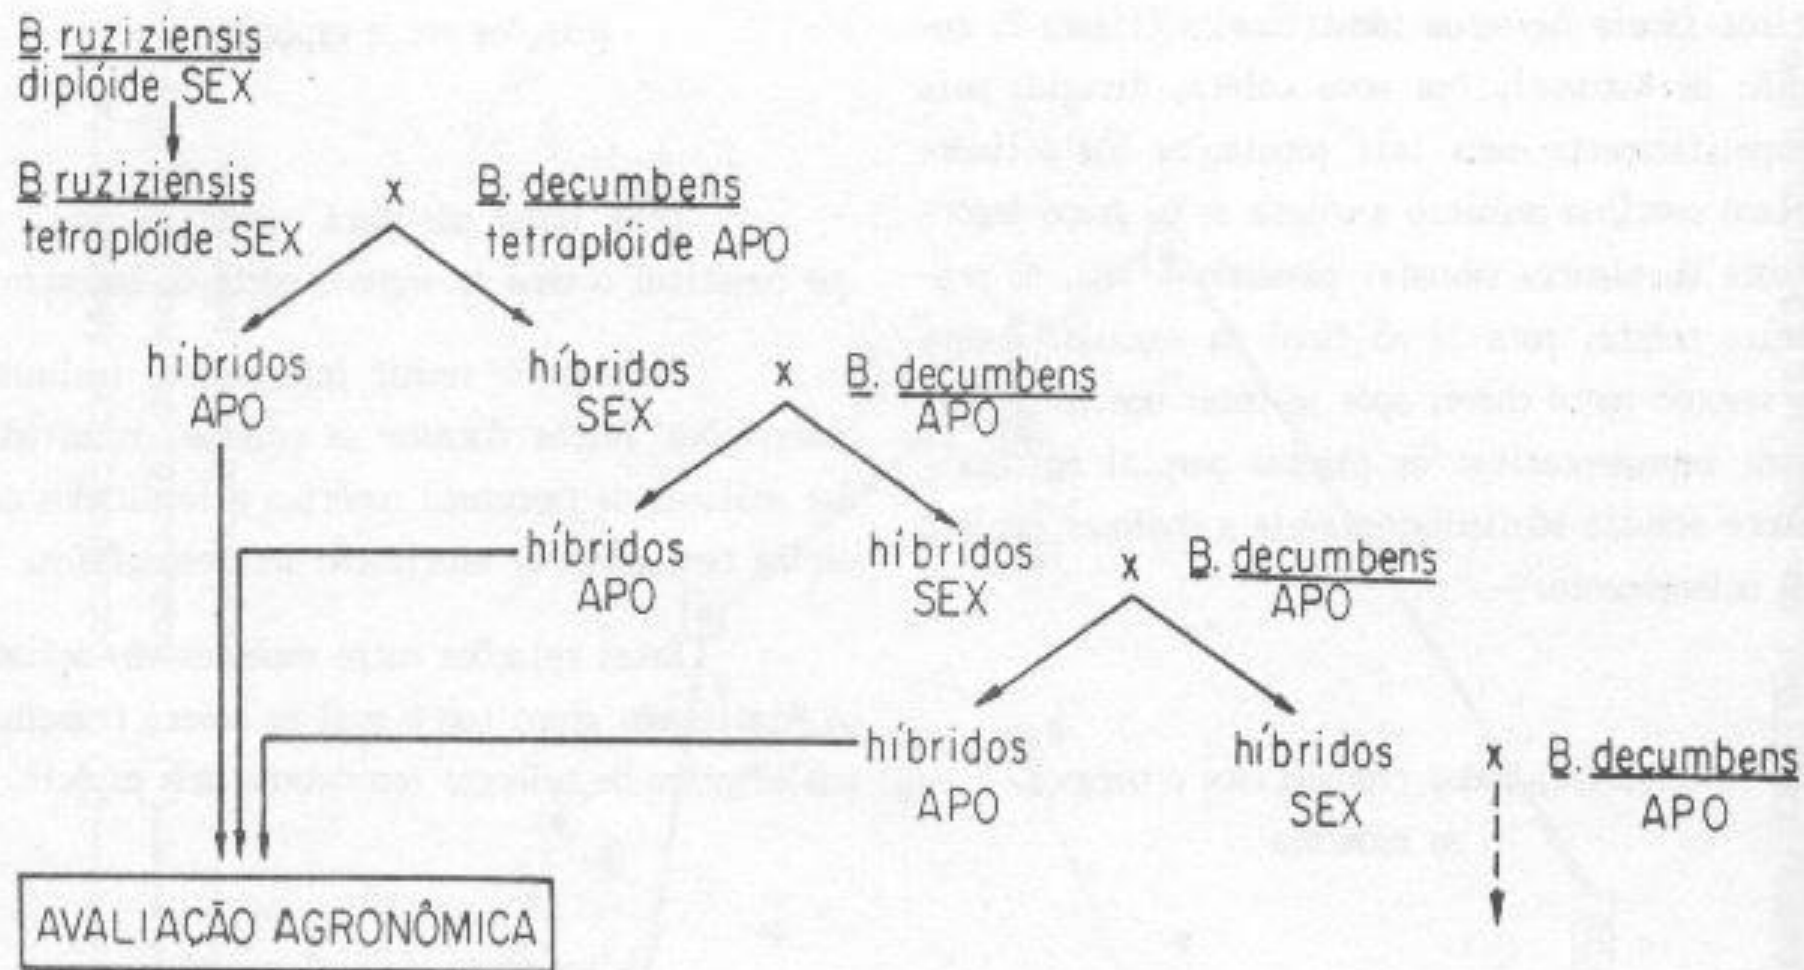 B. ruziziensis
diplóide SEX
B. ruziziensis x B. decumbens
tetraplóide SEX tetraplóide APO
híbridos híbridos x B. decumbens
APO SEX APO
híbridos híbridos x B. decumbens
APO SEX APO
híbridos híbridos x B. decumbens
APO SEX APO
AVALIAÇÃO AGRONÔMICA